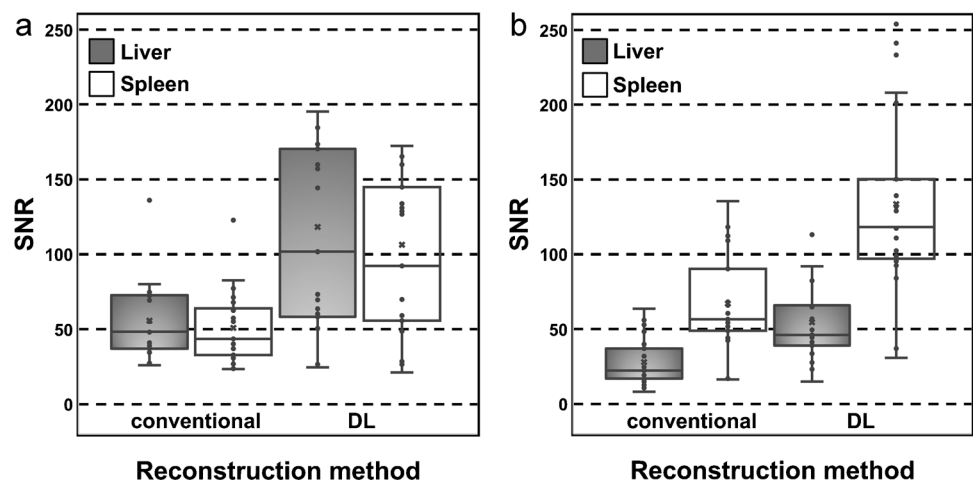 a
250
200
150
100
50
0
SNR
Liver
Spleen
conventional DL
Reconstruction method
b
250
200
150
100
50
0
SNR
Liver
Spleen
conventional DL
Reconstruction method